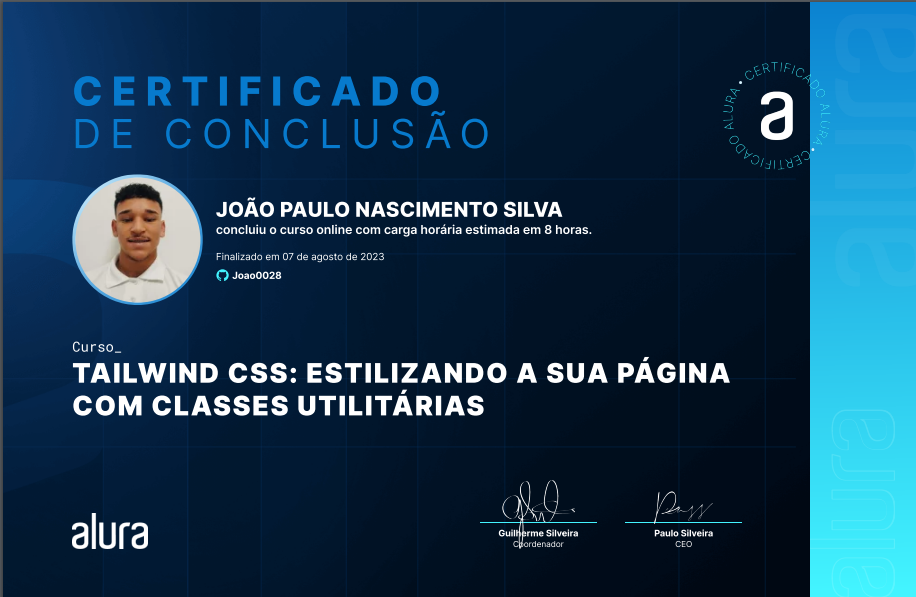 CERTIFICADO
DE CONCLUSÃO
CERTIFICADO ALURA • CERTIFICADO ALURA •
a
JOÃO PAULO NASCIMENTO SILVA
concluiu o curso online com carga horária estimada em 8 horas.
Finalizado em 07 de agosto de 2023
Joao0028
Curso_
TAILWIND CSS: ESTILIZANDO A SUA PÁGINA
COM CLASSES UTILITÁRIAS
alura
Guilherme Silveira
Coordenador
Paulo Silveira
CEO
alura
alura